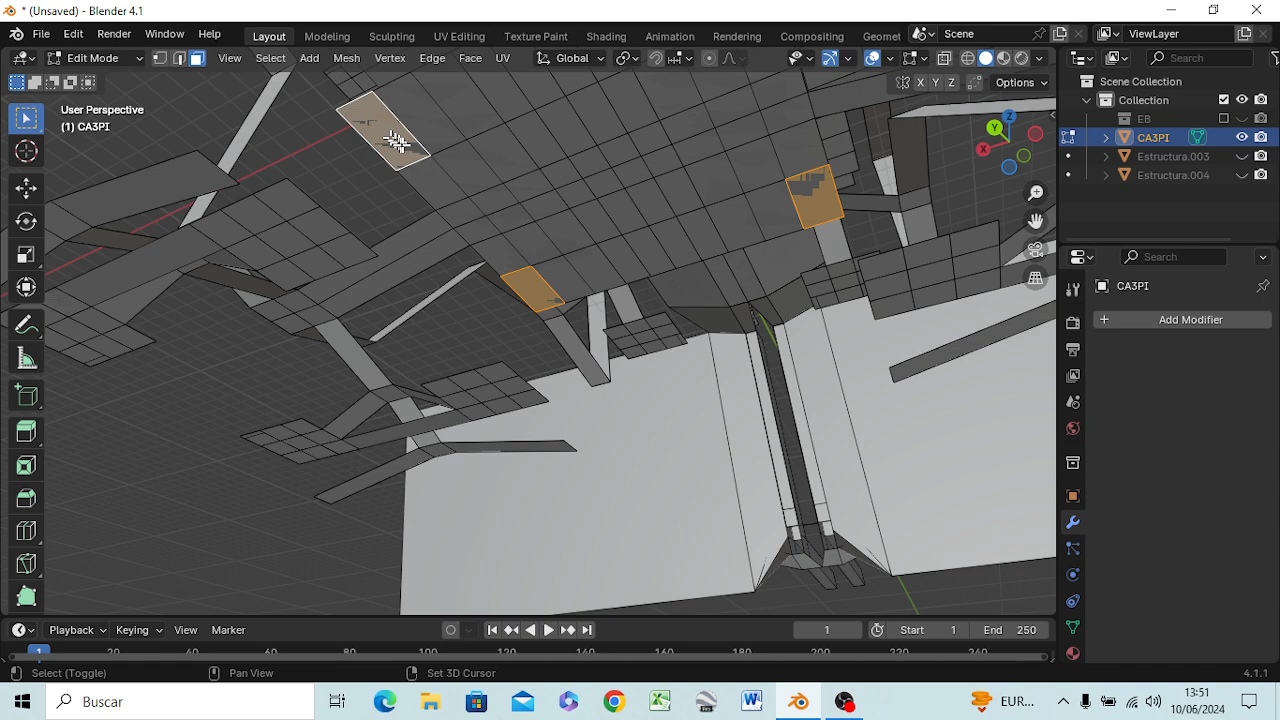 * (Unsaved) - Blender 4.1
File Edit Render Window Help
Layout Modeling Sculpting UV Editing Texture Paint Shading Animation Rendering Compositing Geomet
Scene
ViewLayer
Edit Mode
View Select Add Mesh Vertex Edge Face UV
Global
Search
X Y Z Options
User Perspective
(1) CA3PI
Z
Y
X
Scene Collection
Collection
EB
CA3PI
Estructura.003
Estructura.004
Search
CA3PI
+ Add Modifier
Playback Keying View Marker
1
Start 1
End 250
1 20 40 60 80 100 120 140 160 180 200 220 240
Select (Toggle)
Pan View
Set 3D Cursor
4.1.1
Buscar
EUR...
13:51
10/06/2024